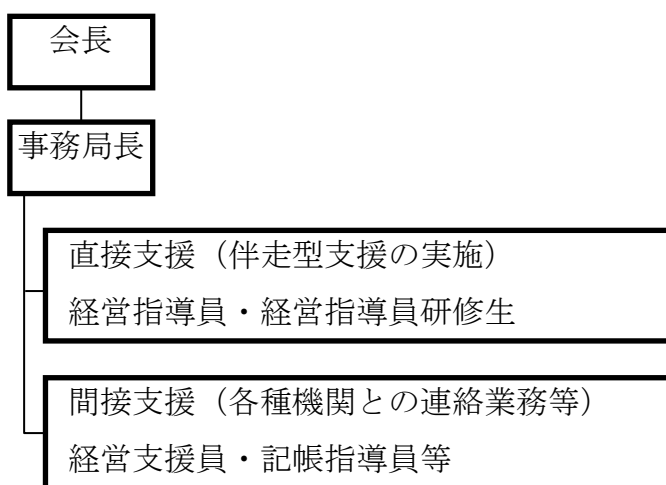 会長
事務局長
直接支援（伴走型支援の実施）
経営指導員・経営指導員研修生
間接支援（各種機関との連絡業務等）
経営支援員・記帳指導員等